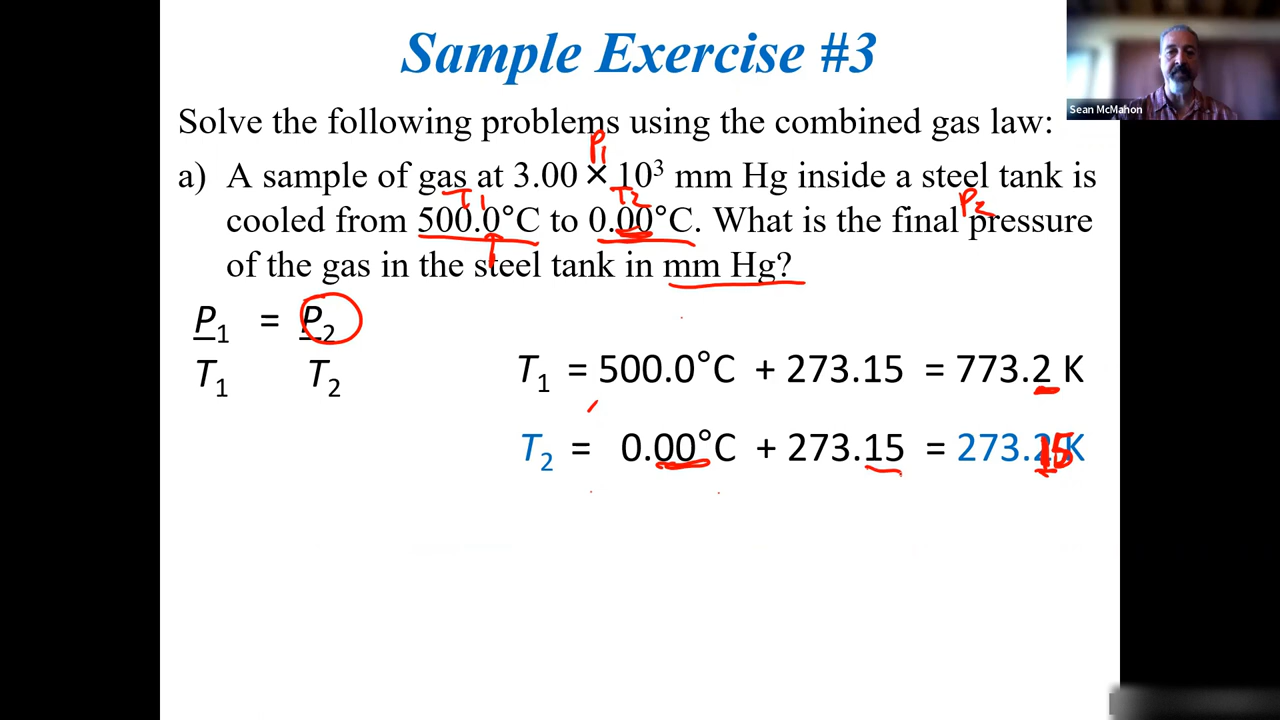 Sample Exercise #3
Sean McMahon
Solve the following problems using the combined gas law:
P1
a) A sample of gas at 3.00 × 10³ mm Hg inside a steel tank is
T1 T2 P2
cooled from 500.0°C to 0.00°C. What is the final pressure
of the gas in the steel tank in mm Hg?
P₁ = P₂
T₁ T₂
T₁ = 500.0°C + 273.15 = 773.2 K
T₂ = 0.00°C + 273.15 = 273.2 K
15